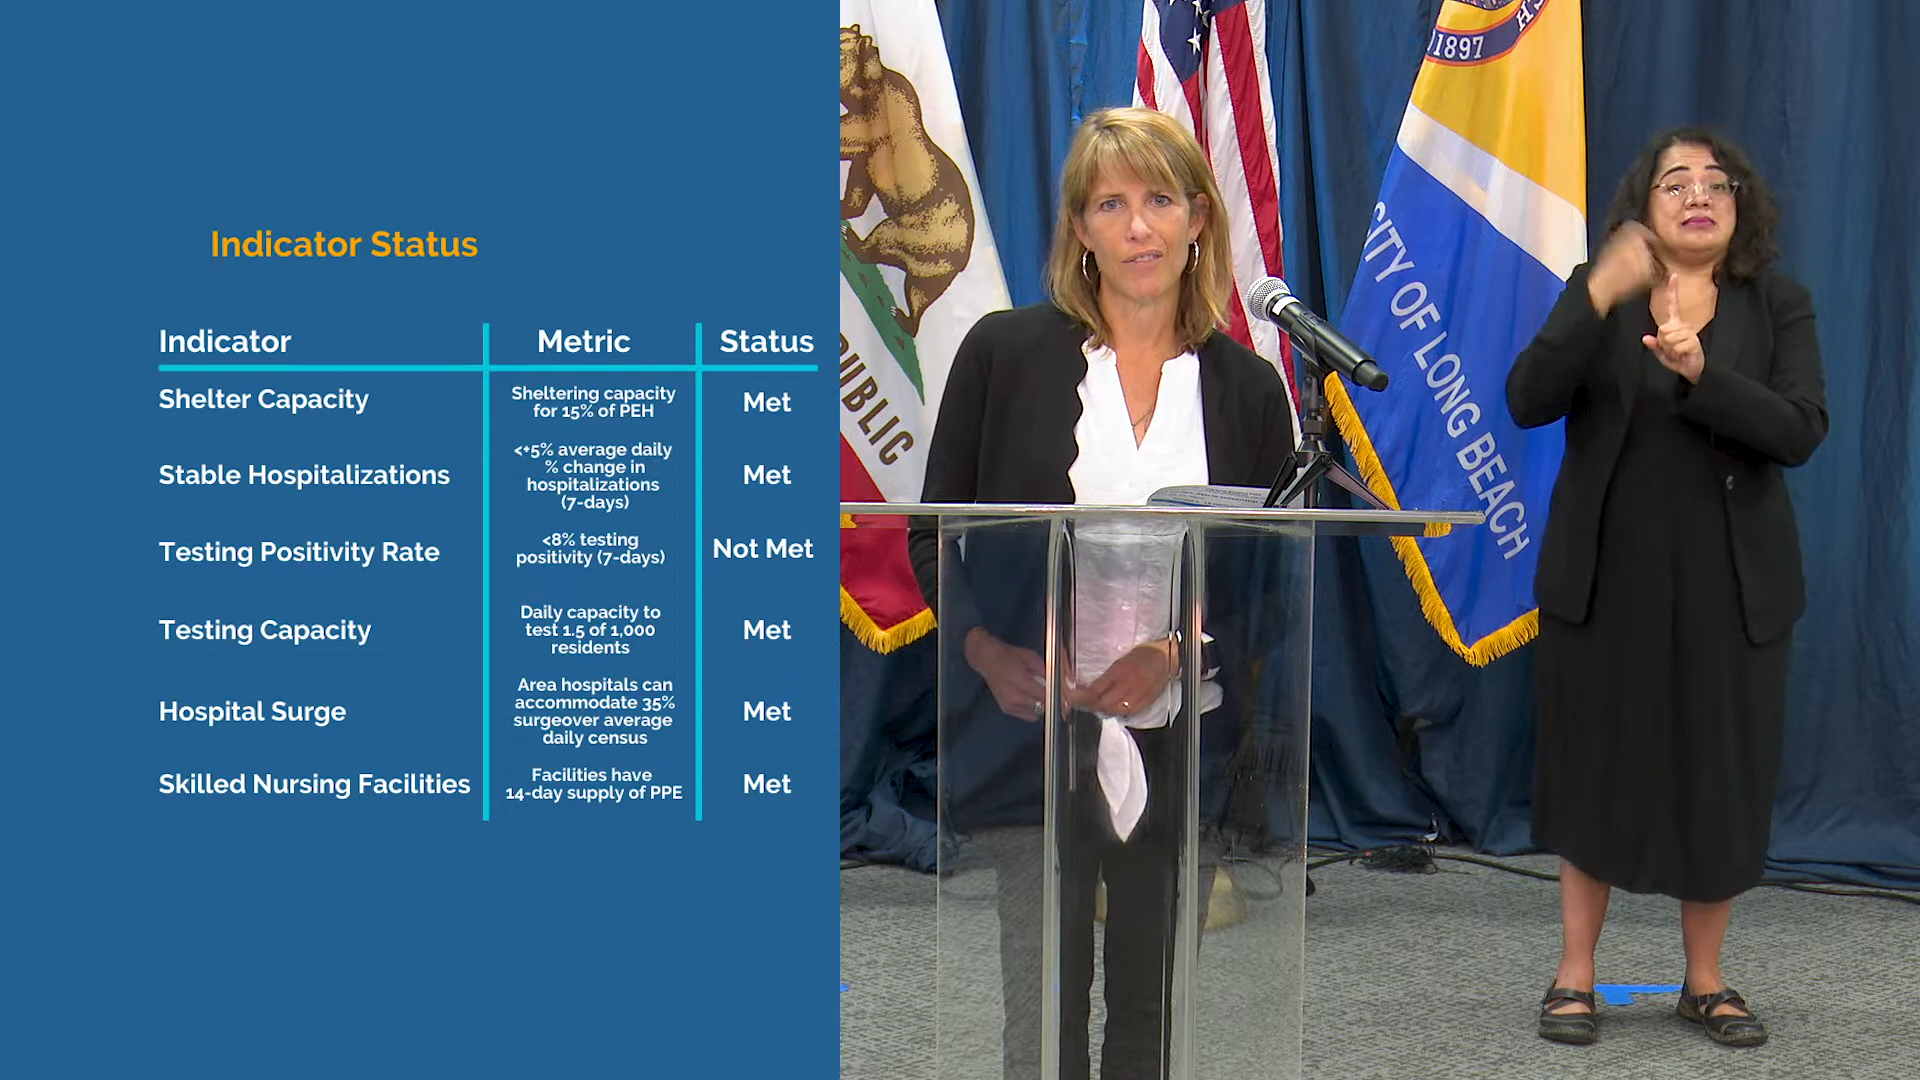 Indicator Status
Indicator
Metric
Status
Shelter Capacity
Sheltering capacity
for 15% of PEH
Met
Stable Hospitalizations
<+5% average daily
% change in
hospitalizations
(7-days)
Met
Testing Positivity Rate
<8% testing
positivity (7-days)
Not Met
Testing Capacity
Daily capacity to
test 1.5 of 1,000
residents
Met
Hospital Surge
Area hospitals can
accommodate 35%
surgeover average
daily census
Met
Skilled Nursing Facilities
Facilities have
14-day supply of PPE
Met
1897
CITY OF LONG BEACH